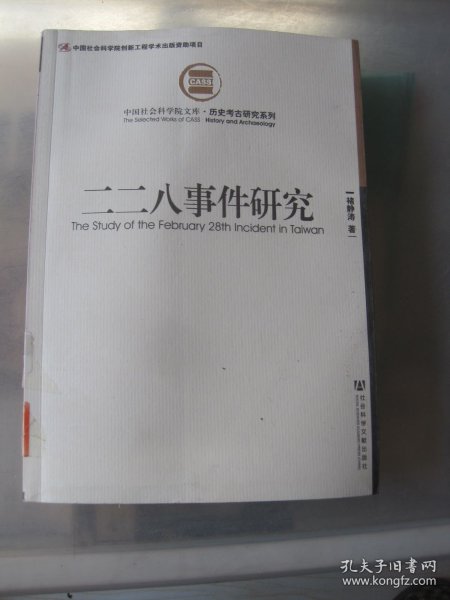 中国社会科学院创新工程学术出版资助项目
CASS
中国社会科学院文库·历史考古研究系列
The Selected Works of CASS History and Archaeology
二二八事件研究
The Study of the February 28th Incident in Taiwan
褚静涛 著
社会科学文献出版社
孔夫子旧书网
www.kongfz.com